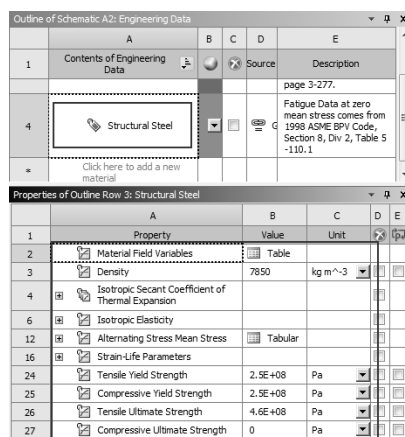 Outline of Schematic A2: Engineering Data
A B C D E
1 Contents of Engineering Data Source Description
page 3-277.
4 Structural Steel Fatigue Data at zero
mean stress comes from
1998 ASME BPV Code,
Section 8, Div 2, Table 5
-110.1
* Click here to add a new
material
Properties of Outline Row 3: Structural Steel
A B C D E
1 Property Value Unit
2 Material Field Variables Table
3 Density 7850 kg m^-3
4 Isotropic Secant Coefficient of
Thermal Expansion
6 Isotropic Elasticity
12 Alternating Stress Mean Stress Tabular
16 Strain-Life Parameters
24 Tensile Yield Strength 2.5E+08 Pa
25 Compressive Yield Strength 2.5E+08 Pa
26 Tensile Ultimate Strength 4.6E+08 Pa
27 Compressive Ultimate Strength 0 Pa